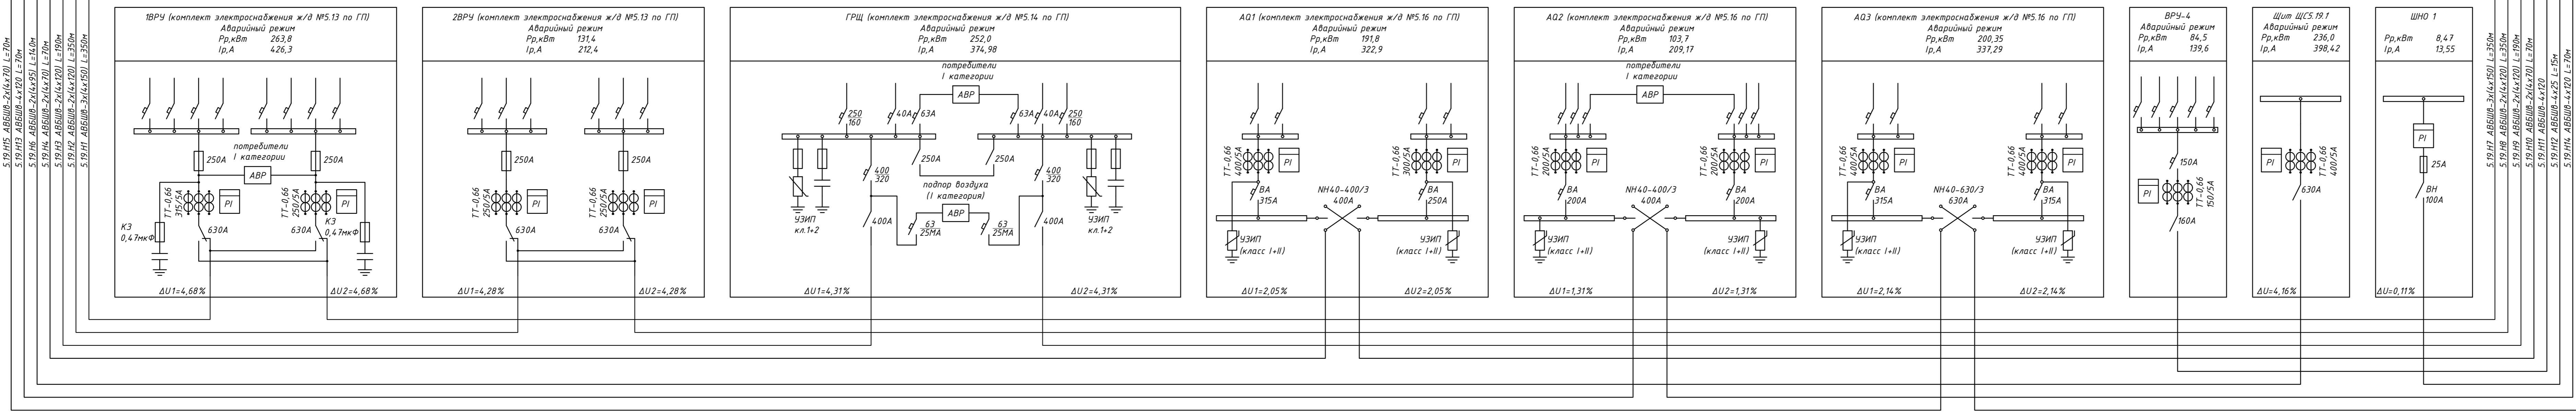 5.19.Н15 АВБШв-2х(4х70) L=70м
5.19.Н13 АВБШв-4х120 L=70м
5.19.Н6 АВБШв-2х(4х95) L=140м
5.19.Н4 АВБШв-2х(4х70) L=70м
5.19.Н3 АВБШв-2х(4х120) L=190м
5.19.Н2 АВБШв-2х(4х120) L=350м
5.19.Н1 АВБШв-3х(4х150) L=350м
1ВРУ (комплект электроснабжения ж/д №5.13 по ГП)
Аварийный режим
Рр,кВт 263,8
Iр,А 426,3
250А
потребители
I категории
250А
АВР
ТТ-0,66
315/5А
PI
ТТ-0,66
250/5А
PI
КЗ
0,47мкФ
630А
КЗ
0,47мкФ
630А
ΔU1=4,68%
ΔU2=4,68%
2ВРУ (комплект электроснабжения ж/д №5.13 по ГП)
Аварийный режим
Рр,кВт 131,4
Iр,А 212,4
250А
250А
ТТ-0,66
250/5А
PI
ТТ-0,66
250/5А
PI
630А
630А
ΔU1=4,28%
ΔU2=4,28%
ГРЩ (комплект электроснабжения ж/д №5.14 по ГП)
Аварийный режим
Рр,кВт 252,0
Iр,А 374,98
потребители
I категории
АВР
250
160
40А
63А
63А
40А
250
160
250А
250А
400
320
400
320
подпор воздуха
(I категория)
АВР
УЗИП
кл.1+2
400А
63
25МА
63
25МА
400А
УЗИП
кл.1+2
ΔU1=4,31%
ΔU2=4,31%
AQ1 (комплект электроснабжения ж/д №5.16 по ГП)
Аварийный режим
Рр,кВт 191,8
Iр,А 322,9
ТТ-0,66
400/5А
PI
ТТ-0,66
300/5А
PI
ВА
315А
NH40-400/3
400А
ВА
250А
УЗИП
(класс I+II)
УЗИП
(класс I+II)
ΔU1=2,05%
ΔU2=2,05%
AQ2 (комплект электроснабжения ж/д №5.16 по ГП)
Аварийный режим
Рр,кВт 103,7
Iр,А 209,17
потребители
I категории
АВР
ТТ-0,66
200/5А
PI
ТТ-0,66
200/5А
PI
ВА
200А
NH40-400/3
400А
ВА
200А
УЗИП
(класс I+II)
УЗИП
(класс I+II)
ΔU1=1,31%
ΔU2=1,31%
AQ3 (комплект электроснабжения ж/д №5.16 по ГП)
Аварийный режим
Рр,кВт 200,35
Iр,А 337,29
ТТ-0,66
400/5А
PI
ТТ-0,66
400/5А
PI
ВА
315А
NH40-630/3
630А
ВА
315А
УЗИП
(класс I+II)
УЗИП
(класс I+II)
ΔU1=2,14%
ΔU2=2,14%
ВРУ-4
Аварийный режим
Рр,кВт 84,5
Iр,А 139,6
150А
PI
ТТ-0,66
150/5А
160А
Щит ЩС5.19.1
Аварийный режим
Рр,кВт 236,0
Iр,А 398,42
PI
ТТ-0,66
400/5А
630А
ΔU=4,16%
ШНО 1
Рр,кВт 8,47
Iр,А 13,55
PI
25А
ВН
100А
ΔU=0,11%
5.19.Н7 АВБШв-3х(4х150) L=350м
5.19.Н8 АВБШв-2х(4х120) L=350м
5.19.Н9 АВБШв-2х(4х120) L=190м
5.19.Н10 АВБШв-2х(4х70) L=70м
5.19.Н11 АВБШв-4х120
5.19.Н12 АВБШв-4х25 L=15м
5.19.Н14 АВБШв-4х120 L=70м